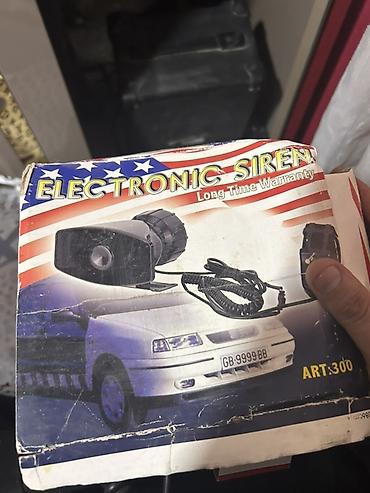 ELECTRONIC SIREN
Long Time Warranty
GB·9999BB
ART:300